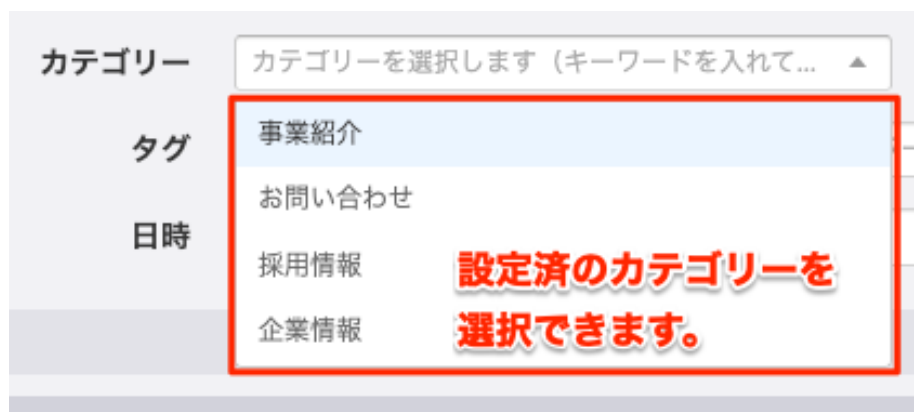 カテゴリー
カテゴリーを選択します（キーワードを入れて...
タグ
事業紹介
お問い合わせ
日時
採用情報
企業情報
設定済のカテゴリーを
選択できます。